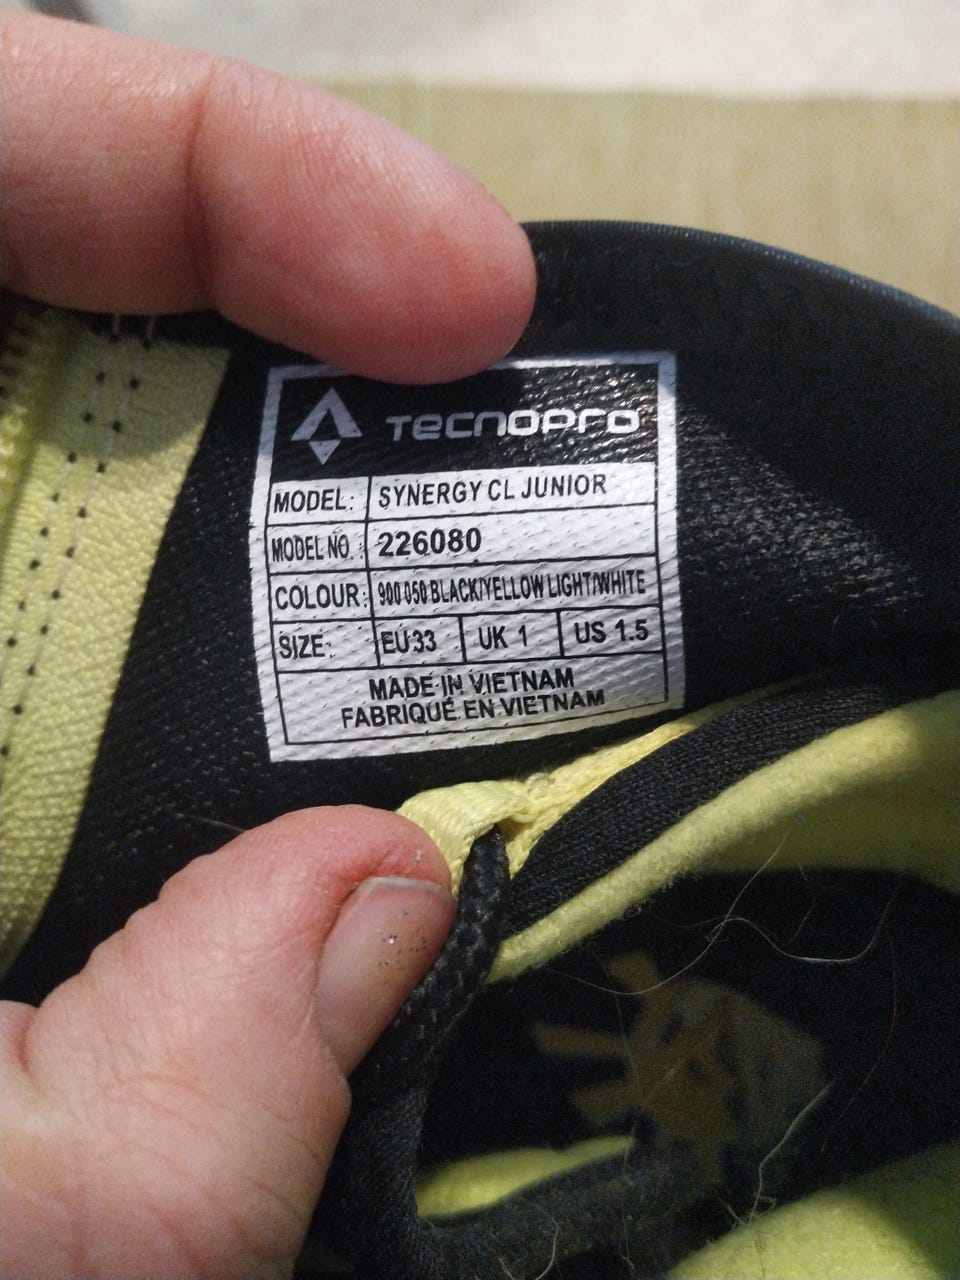 TECNOPRO
MODEL: SYNERGY CL JUNIOR
MODEL NO.: 226080
COLOUR: 900 050 BLACK/YELLOW LIGHT/WHITE
SIZE: EU 33 UK 1 US 1.5
MADE IN VIETNAM
FABRIQUÉ EN VIETNAM